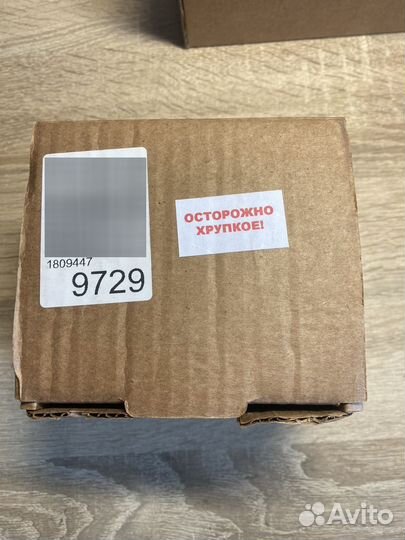 ОСТОРОЖНО
ХРУПКОЕ!
1809447
9729
Avito